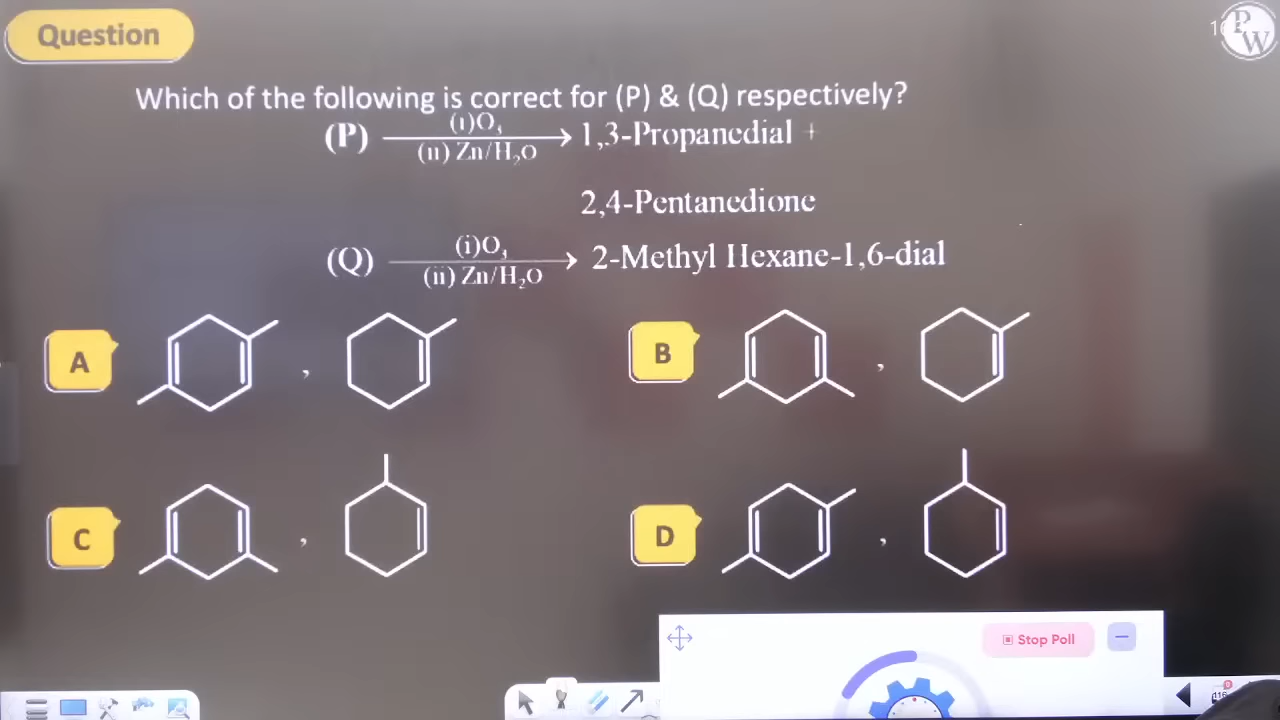 Question
PW
Which of the following is correct for (P) & (Q) respectively?
(P) (i)O₃ (ii) Zn/H₂O → 1,3-Propanedial +
2,4-Pentanedione
(Q) (i)O₃ (ii) Zn/H₂O → 2-Methyl Hexane-1,6-dial
A , B ,
C , D ,
Stop Poll